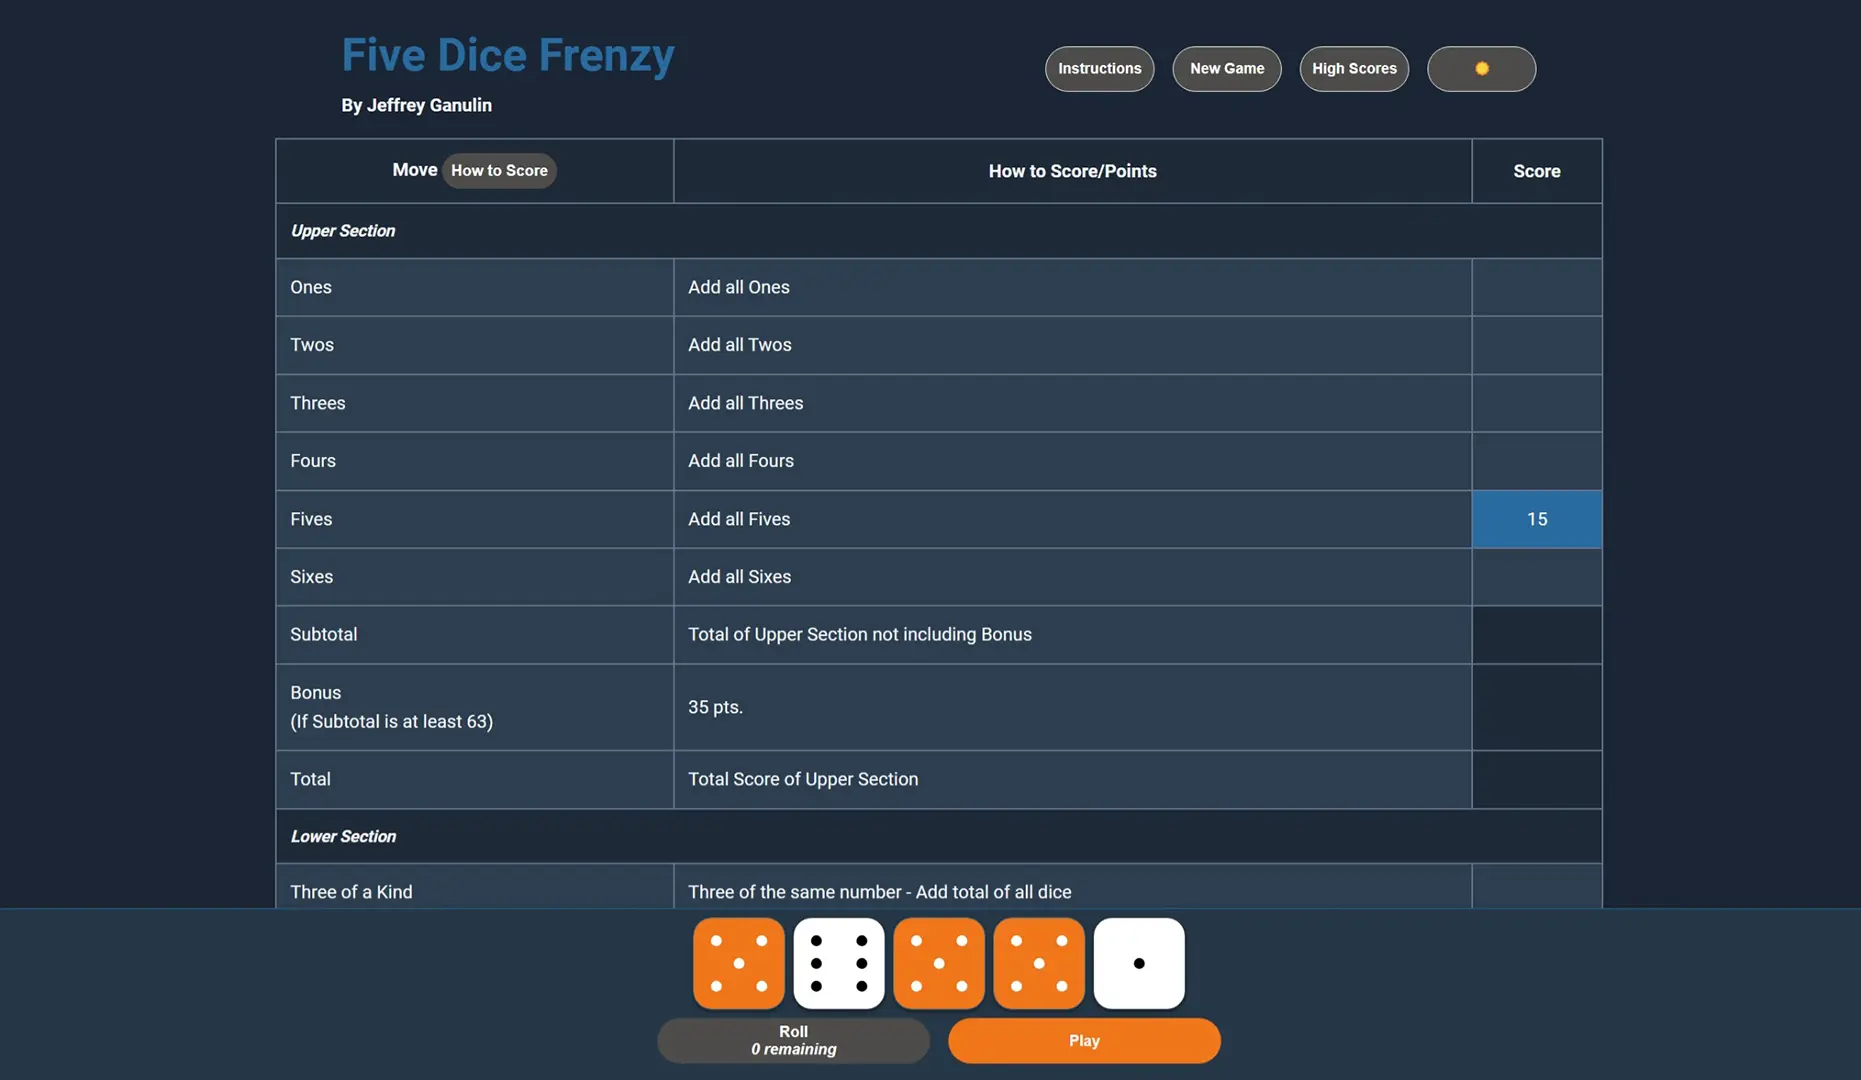 Five Dice Frenzy
By Jeffrey Ganulin
Instructions
New Game
High Scores
Move How to Score
How to Score/Points
Score
Upper Section
Ones
Add all Ones
Twos
Add all Twos
Threes
Add all Threes
Fours
Add all Fours
Fives
Add all Fives
15
Sixes
Add all Sixes
Subtotal
Total of Upper Section not including Bonus
Bonus
(If Subtotal is at least 63)
35 pts.
Total
Total Score of Upper Section
Lower Section
Three of a Kind
Three of the same number - Add total of all dice
Roll
0 remaining
Play